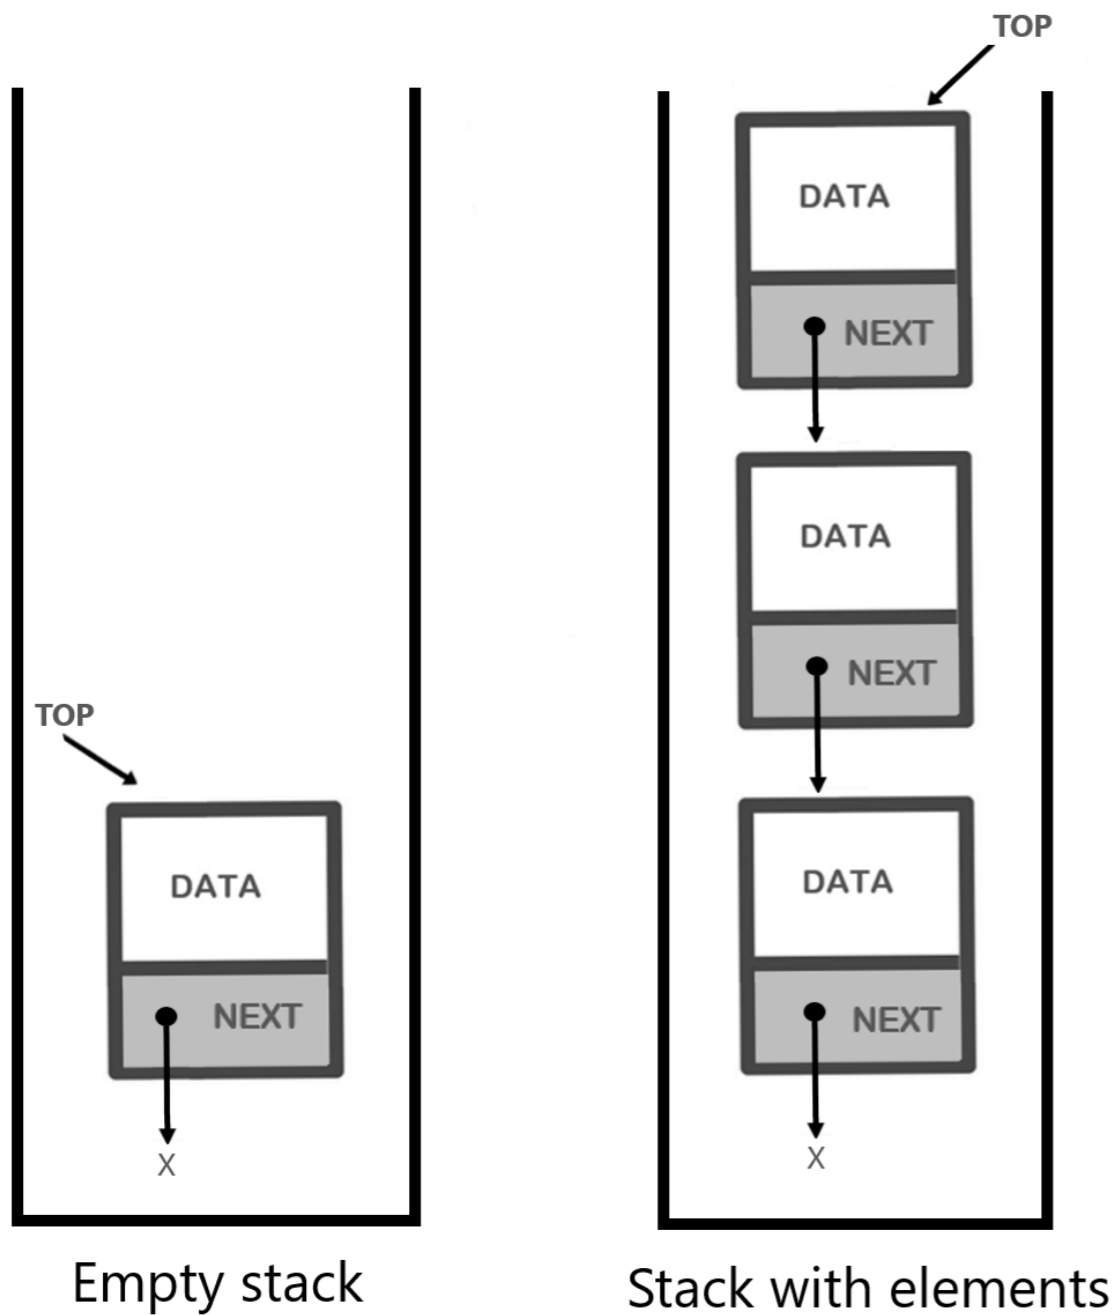 TOP
DATA
NEXT
X
Empty stack
TOP
DATA
NEXT
DATA
NEXT
DATA
NEXT
X
Stack with elements